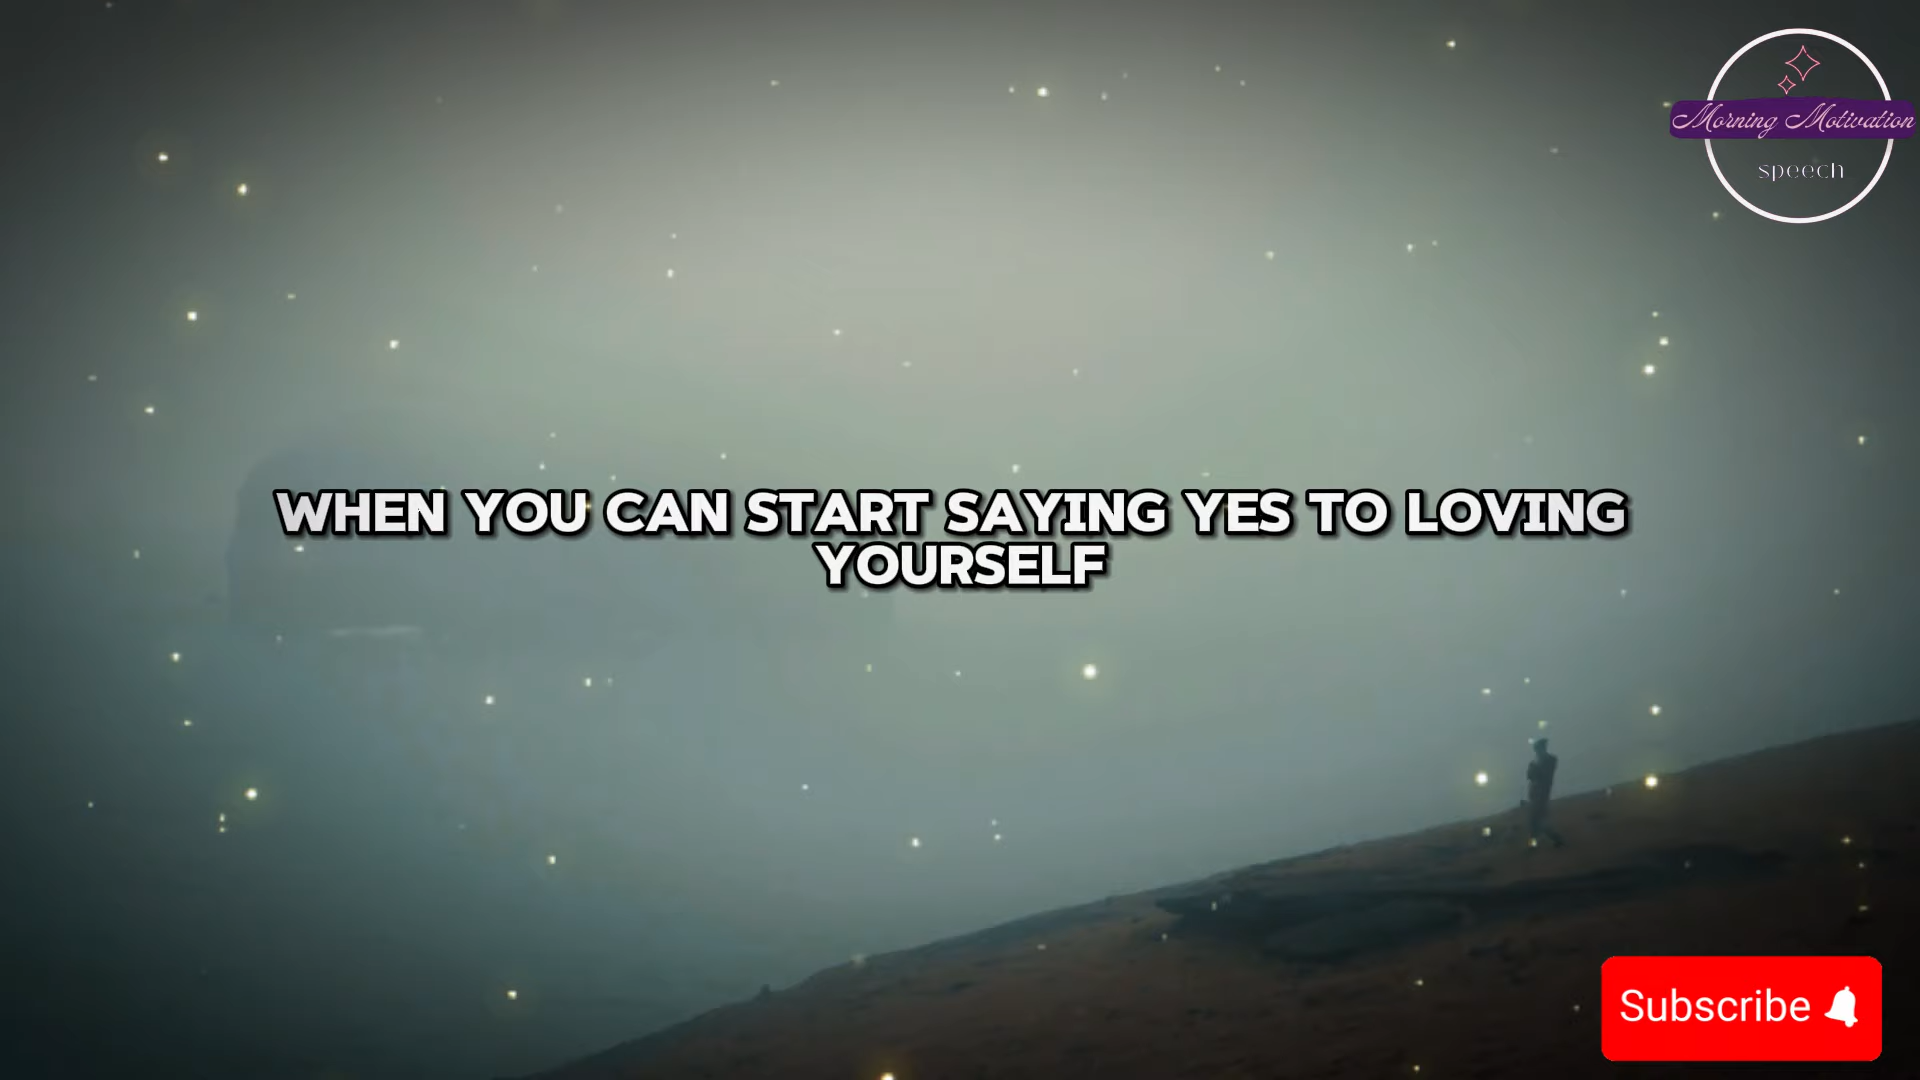 Morning Motivation
speech
WHEN YOU CAN START SAYING YES TO LOVING
YOURSELF
Subscribe